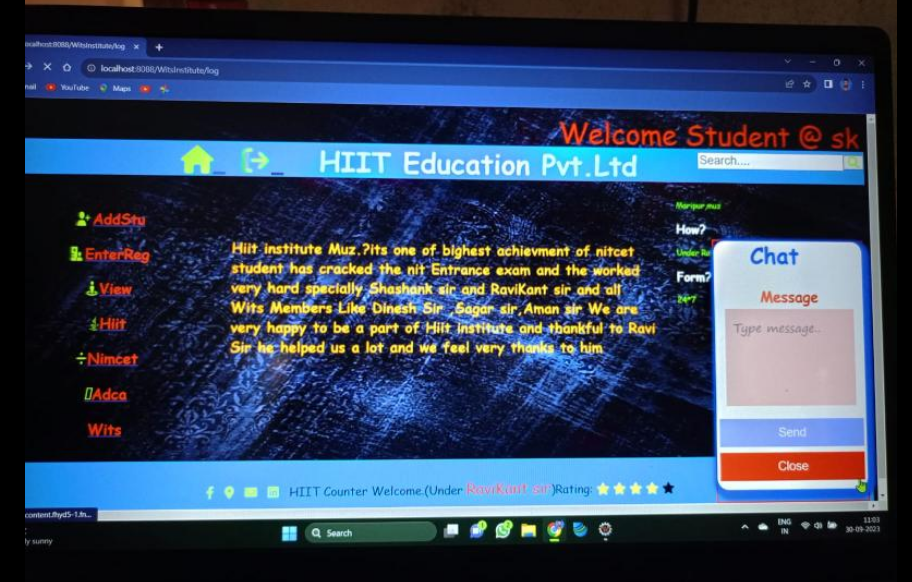 localhost:8088/WitsInstitute/log
localhost:8088/WitsInstitute/log
YouTube
Maps
Welcome Student @ sk
HIIT Education Pvt.Ltd
Search....
AddStu
EnterReg
View
Hiit
Nimcet
Adca
Wits
Hiit institute Muz.?its one of bighest achievment of nitcet
student has cracked the nit Entrance exam and the worked
very hard specially Shashank sir and RaviKant sir and all
Wits Members Like Dinesh Sir ,Sagar sir,Aman sir We are
very happy to be a part of Hiit institute and thankful to Ravi
Sir he helped us a lot and we feel very thanks to him
How?
Under
Form?
24*7
Chat
Message
Type message..
Send
Close
HIIT Counter Welcome.(Under RaviKant sir)Rating:
content.fhyd5-1.fn...
sunny
Search
ENG
IN
11:03
30-09-2023